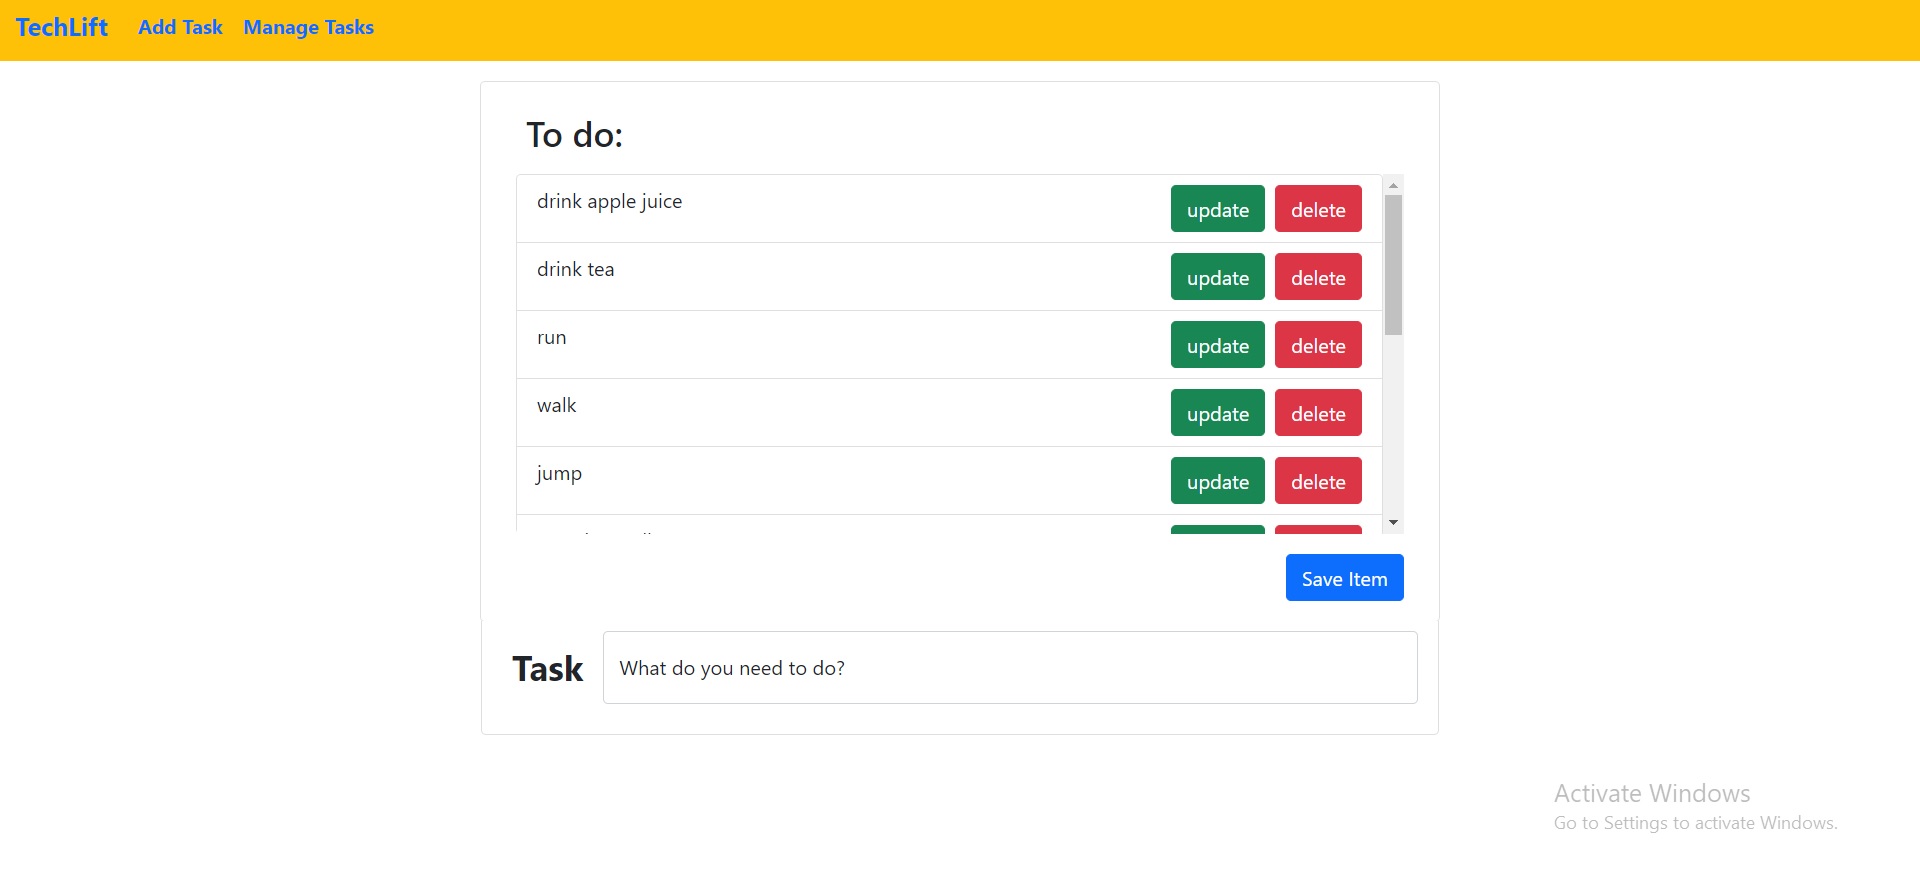 TechLift Add Task Manage Tasks
To do:
drink apple juice update delete
drink tea update delete
run update delete
walk update delete
jump update delete
Save Item
Task What do you need to do?
Activate Windows
Go to Settings to activate Windows.